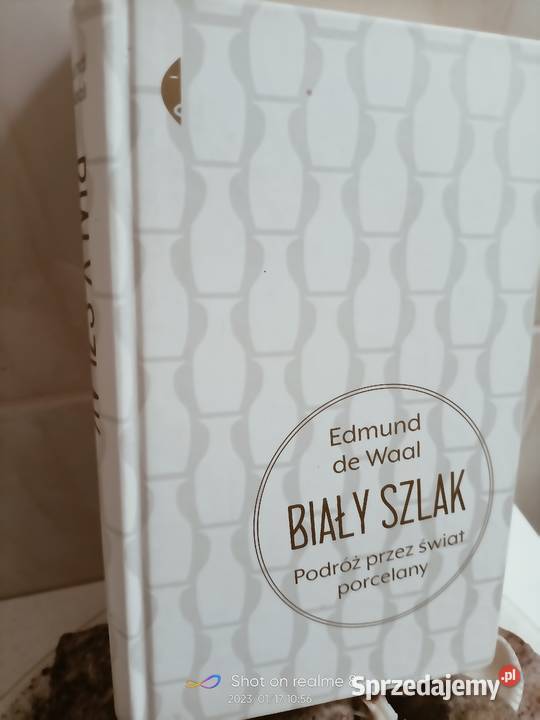 BIAŁY SZLAK
Edmund
de Waal
BIAŁY SZLAK
Podróż przez świat
porcelany
Shot on realme 8
2023.01.17 10:56
Sprzedajemy.pl